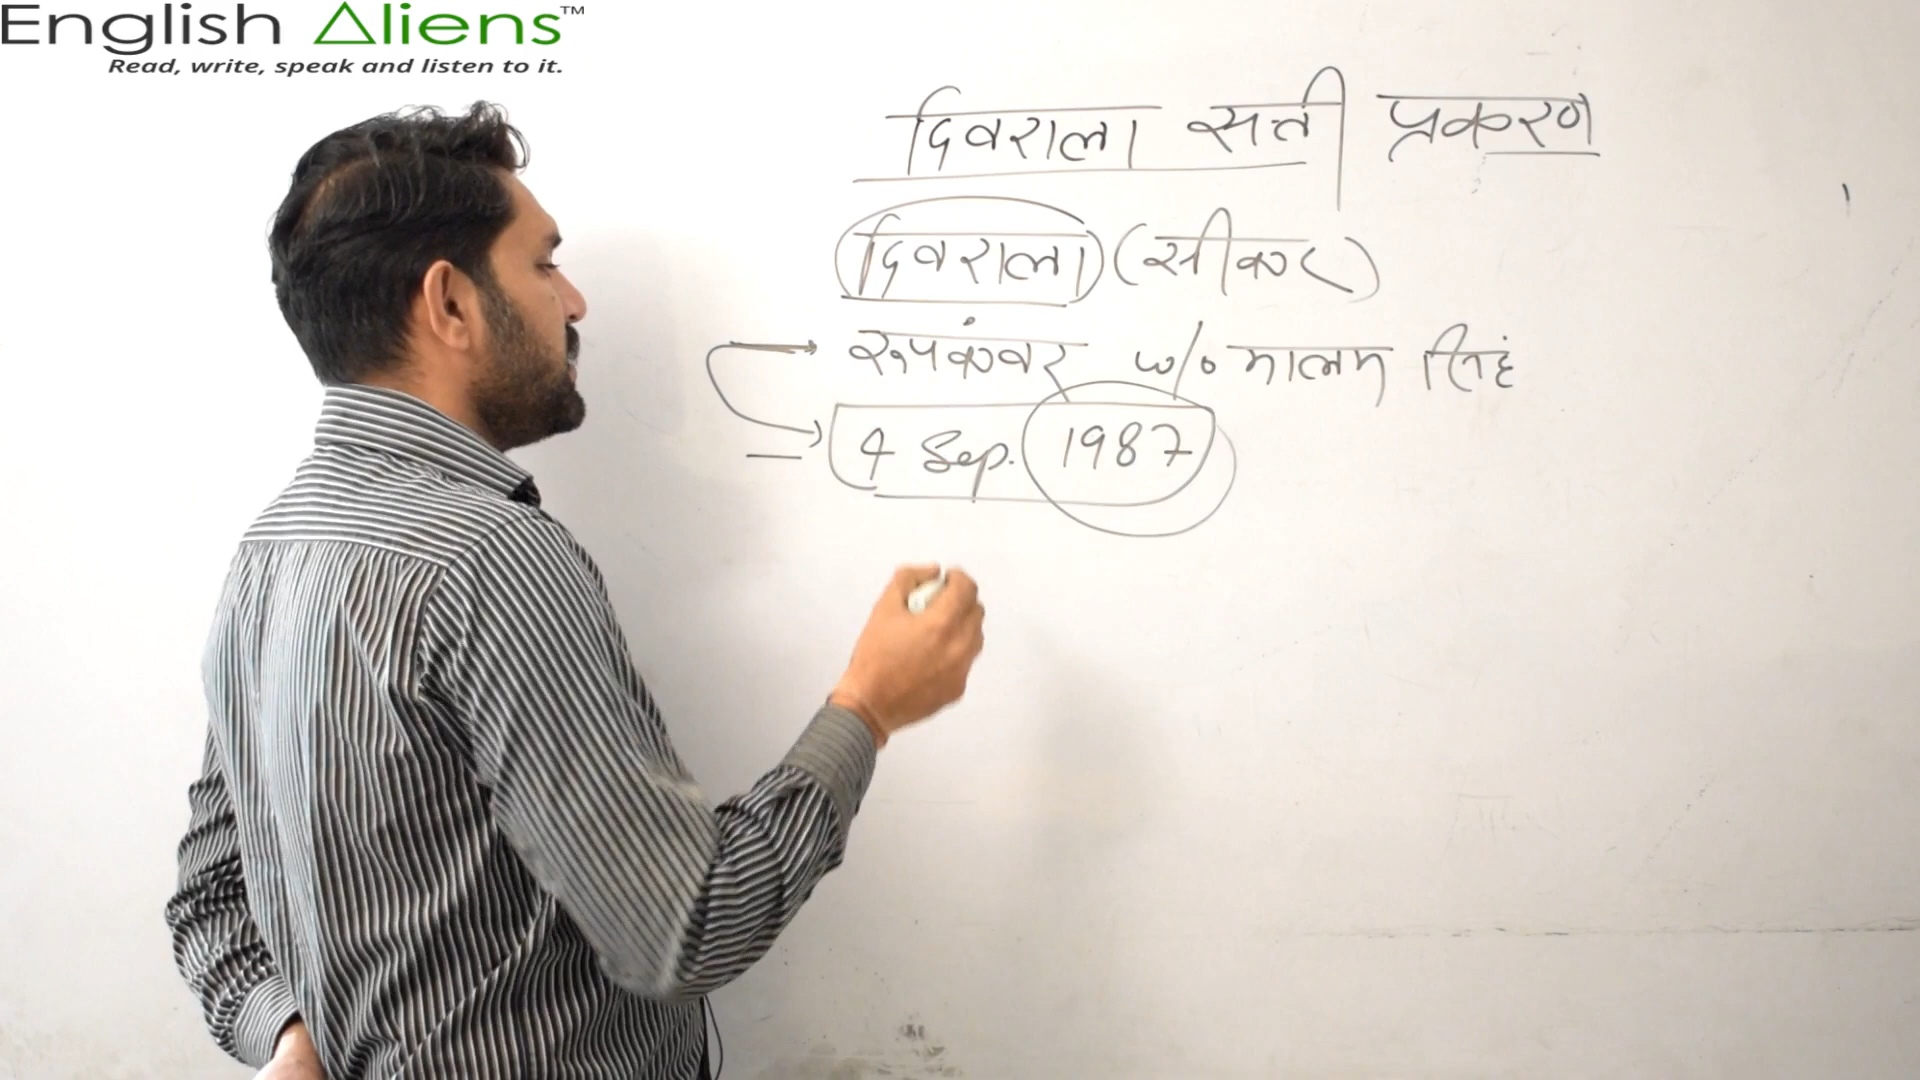 English Aliens™
Read, write, speak and listen to it.
दिवराला सती प्रकरण
दिवराला (सीकर)
रूपकंवर w/o मालम सिंह
4 Sep. 1987